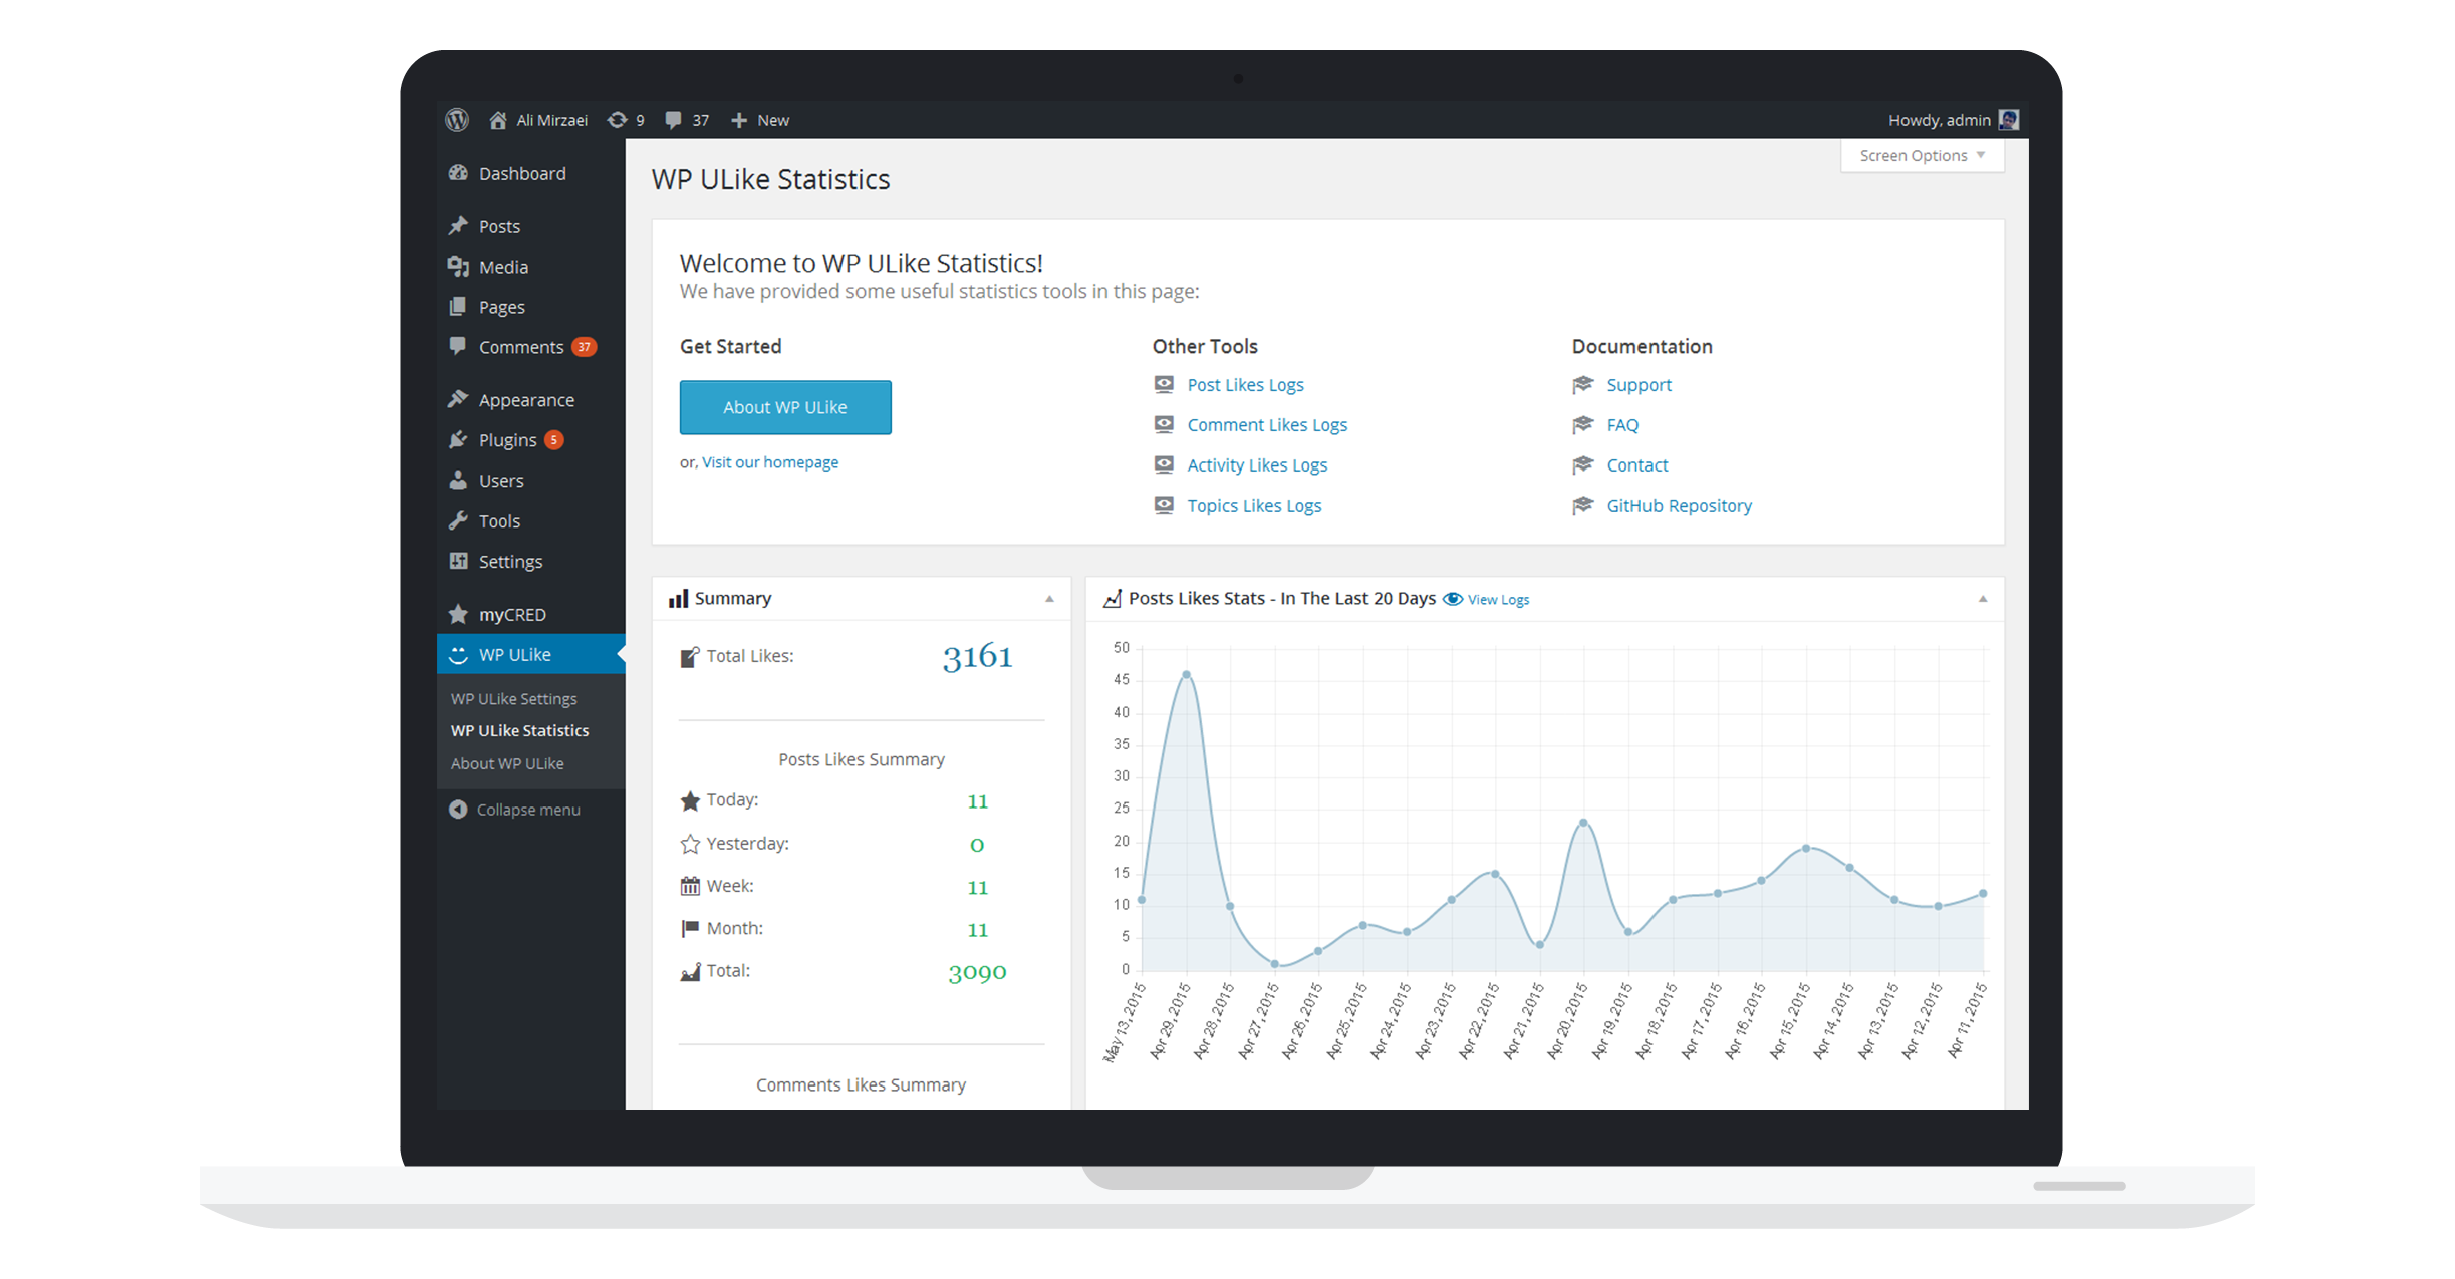 Ali Mirzaei 9 37 New Howdy, admin
Screen Options
Dashboard
Posts
Media
Pages
Comments 37
Appearance
Plugins 5
Users
Tools
Settings
myCRED
WP ULike
WP ULike Settings
WP ULike Statistics
About WP ULike
Collapse menu
WP ULike Statistics
Welcome to WP ULike Statistics!
We have provided some useful statistics tools in this page:
Get Started
About WP ULike
or, Visit our homepage
Other Tools
Post Likes Logs
Comment Likes Logs
Activity Likes Logs
Topics Likes Logs
Documentation
Support
FAQ
Contact
GitHub Repository
Summary
Total Likes: 3161
Posts Likes Summary
Today: 11
Yesterday: 0
Week: 11
Month: 11
Total: 3090
Comments Likes Summary
Posts Likes Stats - In The Last 20 Days View Logs
50
45
40
35
30
25
20
15
10
5
0
May 13, 2015
Apr 29, 2015
Apr 28, 2015
Apr 27, 2015
Apr 26, 2015
Apr 25, 2015
Apr 24, 2015
Apr 23, 2015
Apr 22, 2015
Apr 21, 2015
Apr 20, 2015
Apr 19, 2015
Apr 18, 2015
Apr 17, 2015
Apr 16, 2015
Apr 15, 2015
Apr 14, 2015
Apr 13, 2015
Apr 12, 2015
Apr 11, 2015